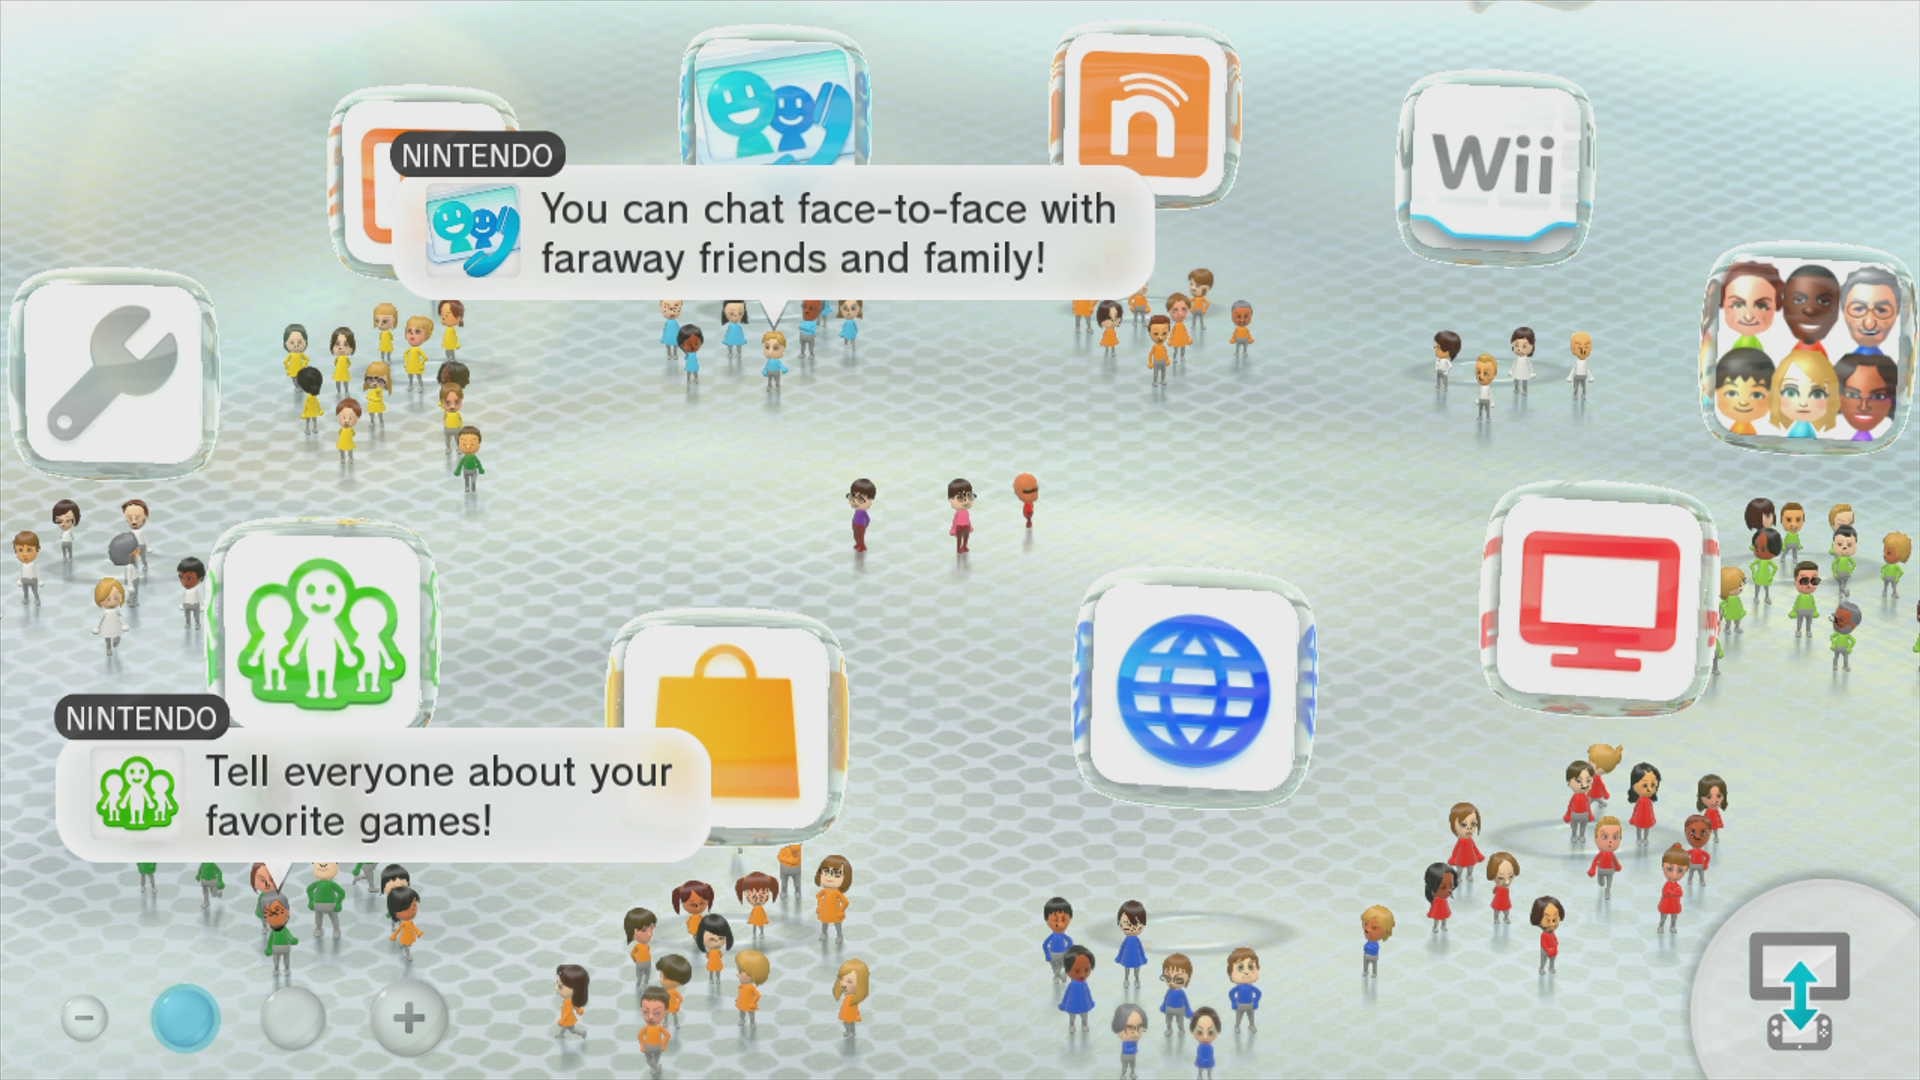 NINTENDO
You can chat face-to-face with
faraway friends and family!
n
Wii
NINTENDO
Tell everyone about your
favorite games!